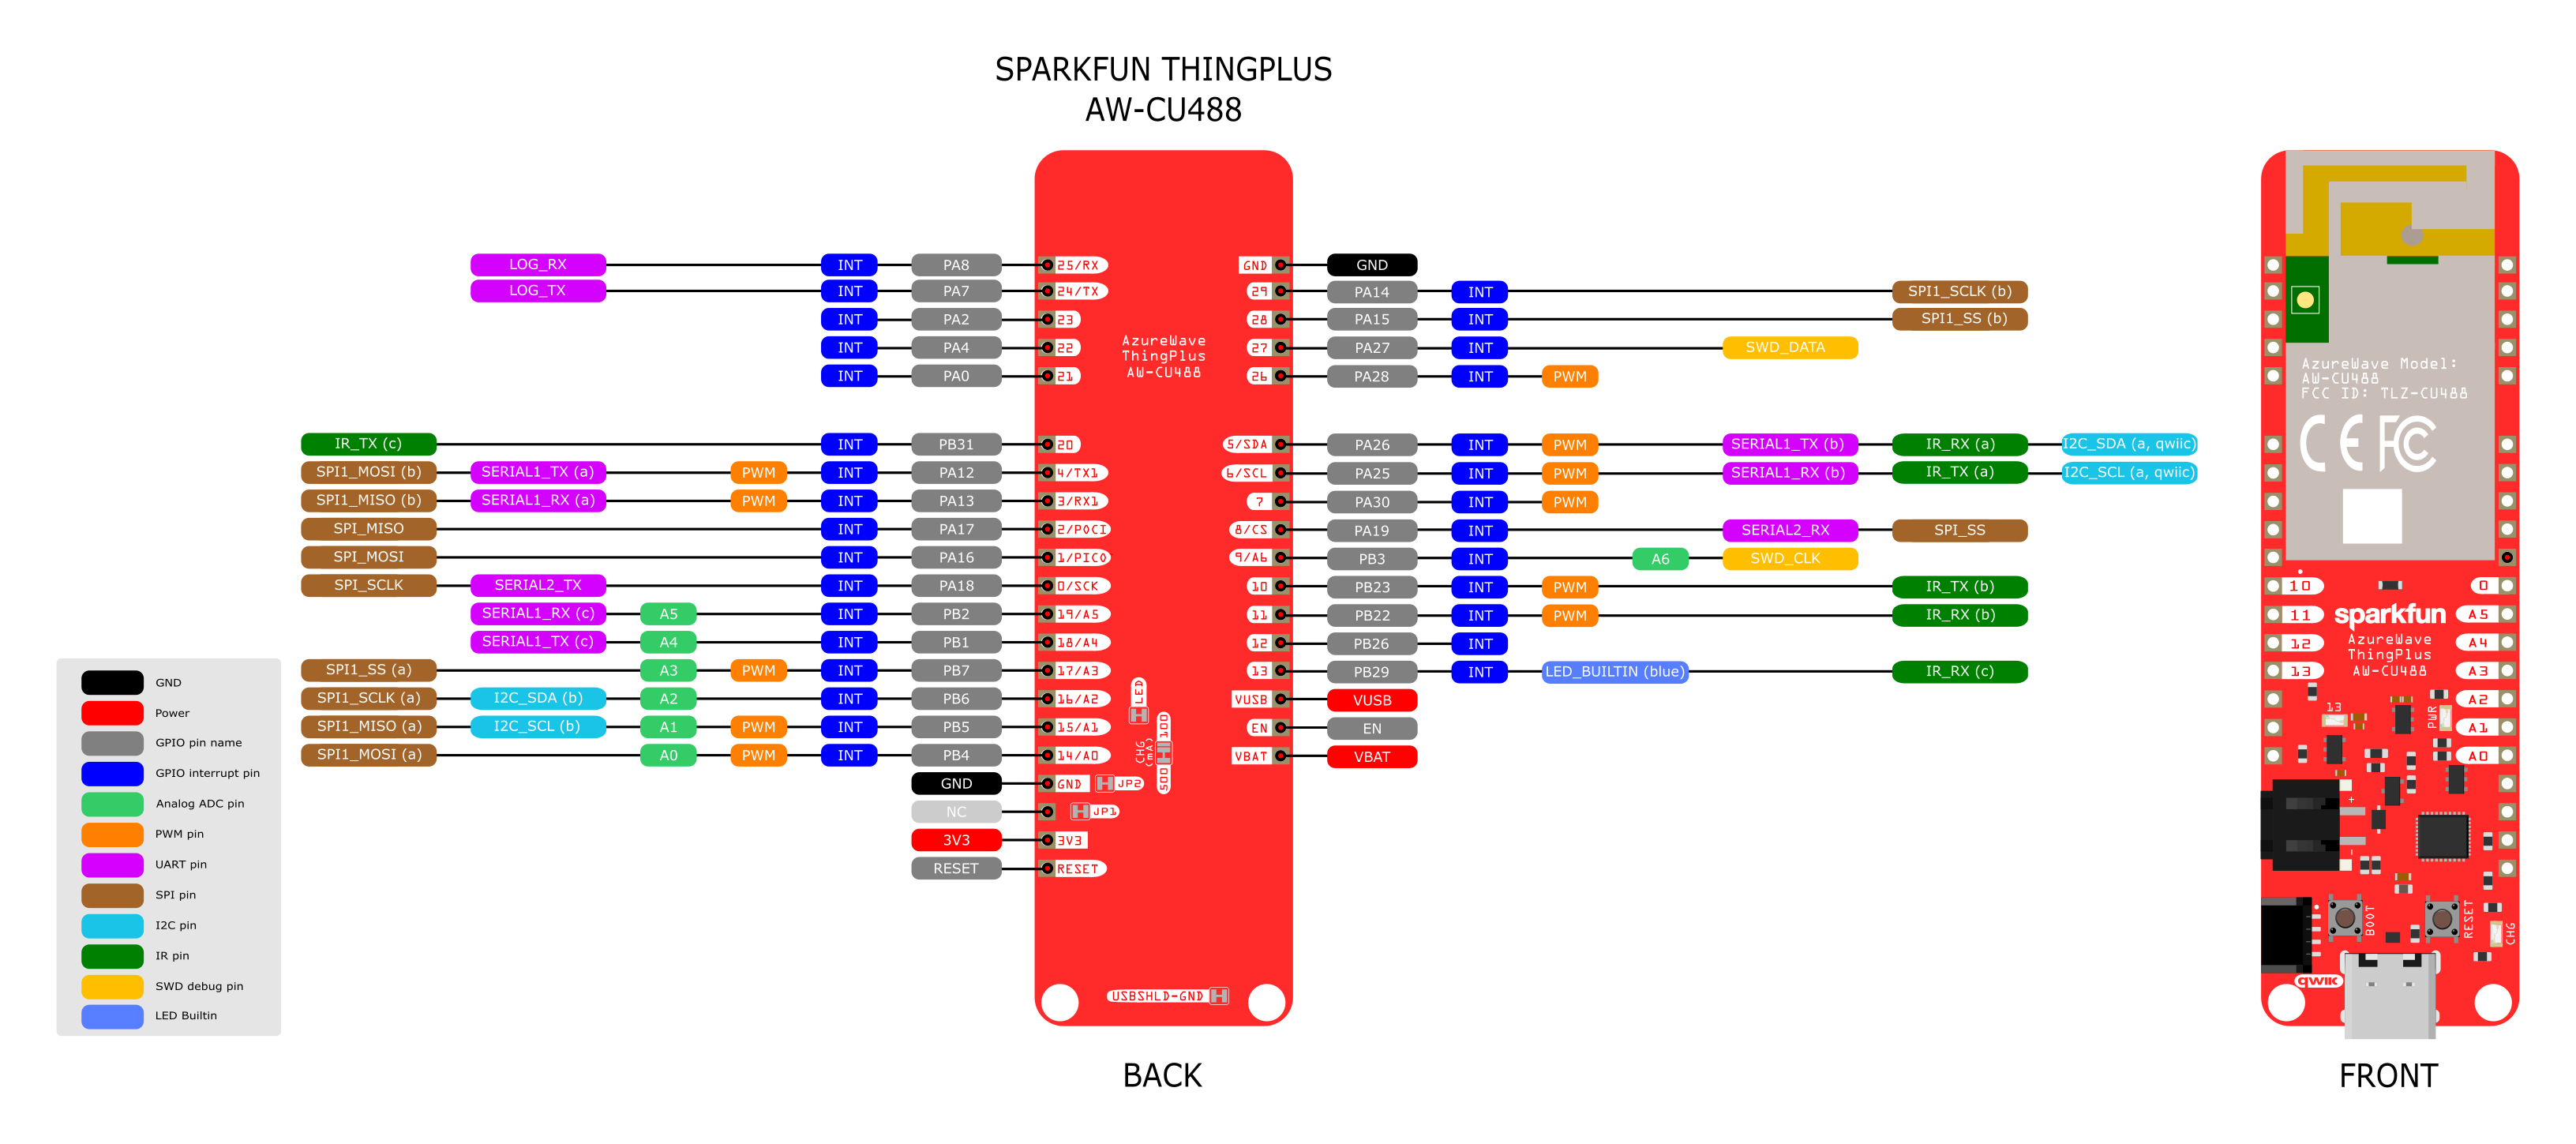 SPARKFUN THINGPLUS
AW-CU488
LOG_RX INT PA8 25/RX GND GND
LOG_TX INT PA7 24/TX 29 PA14 INT SPI1_SCLK (b)
INT PA2 23 28 PA15 INT SPI1_SS (b)
INT PA4 22 27 PA27 INT SWD_DATA
INT PA0 21 26 PA28 INT PWM
AzureWave
ThingPlus
AW-CU488
IR_TX (c) INT PB31 20 5/SDA PA26 INT PWM SERIAL1_TX (b) IR_RX (a) I2C_SDA (a, qwiic)
SPI1_MOSI (b) SERIAL1_TX (a) PWM INT PA12 4/TX1 6/SCL PA25 INT PWM SERIAL1_RX (b) IR_TX (a) I2C_SCL (a, qwiic)
SPI1_MISO (b) SERIAL1_RX (a) PWM INT PA13 3/RX1 7 PA30 INT PWM
SPI_MISO INT PA17 2/POCI 8/CS PA19 INT SERIAL2_RX SPI_SS
SPI_MOSI INT PA16 1/PICO 9/A6 PB3 INT A6 SWD_CLK
SPI_SCLK SERIAL2_TX INT PA18 0/SCK 10 PB23 INT PWM IR_TX (b)
SERIAL1_RX (c) A5 INT PB2 19/A5 11 PB22 INT PWM IR_RX (b)
SERIAL1_TX (c) A4 INT PB1 18/A4 12 PB26 INT
SPI1_SS (a) A3 PWM INT PB7 17/A3 13 PB29 INT LED_BUILTIN (blue) IR_RX (c)
SPI1_SCLK (a) I2C_SDA (b) A2 INT PB6 16/A2 VUSB VUSB
SPI1_MISO (a) I2C_SCL (b) A1 PWM INT PB5 15/A1 EN EN
SPI1_MOSI (a) A0 PWM INT PB4 14/A0 VBAT VBAT
GND GND JP2
NC JP1
3V3 3V3
RESET RESET
LED
CHG
(mA)
500 100
USBSHLD-GND
BACK
GND
Power
GPIO pin name
GPIO interrupt pin
Analog ADC pin
PWM pin
UART pin
SPI pin
I2C pin
IR pin
SWD debug pin
LED Builtin
AzureWave Model:
AW-CU488
FCC ID: TLZ-CU488
CE FC
10 0
11 sparkfun A5
12 A4
13 A3
AzureWave
ThingPlus
AW-CU488
A2
A1
A0
13
PWR
+
-
BOOT
RESET
CHG
qwiic
FRONT